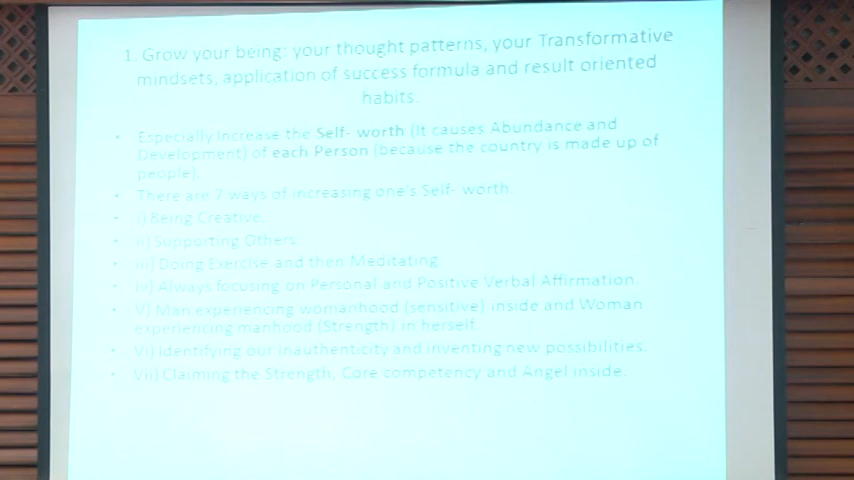 1. Grow your being: your thought patterns, your Transformative
mindsets, application of success formula and result oriented
habits.
• Especially Increase the Self- worth (It causes Abundance and
Development) of each Person (because the country is made up of
people).
• There are 7 ways of increasing one's Self- worth.
• i) Being Creative.
• ii) Supporting Others.
• iii) Doing Exercise and then Meditating
• iv) Always focusing on Personal and Positive Verbal Affirmation.
• V) Man experiencing womanhood (sensitive) inside and Woman
experiencing manhood (Strength) in herself.
• Vi) Identifying our inauthenticity and inventing new possibilities.
• Vii) Claiming the Strength, Core competency and Angel inside.